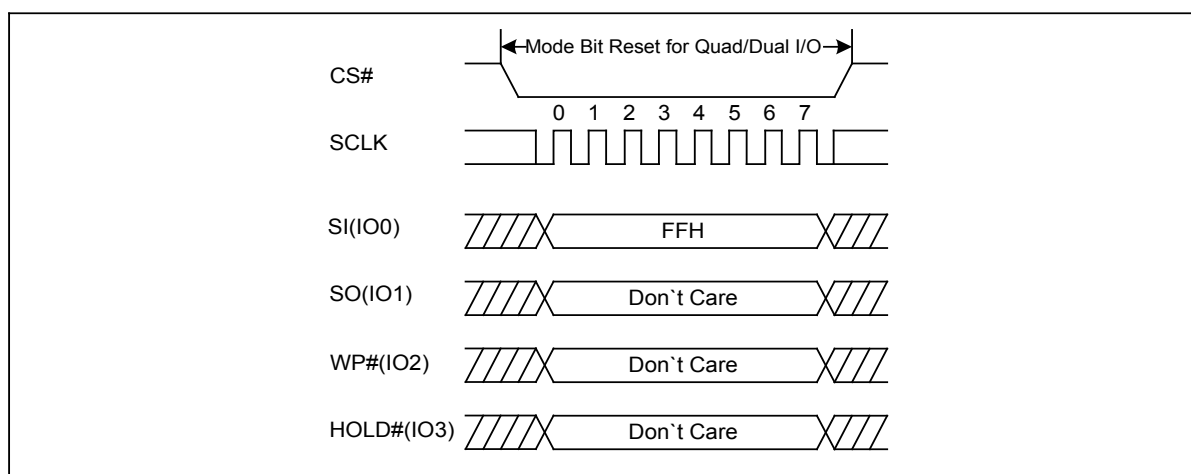 Mode Bit Reset for Quad/Dual I/O
CS#
0 1 2 3 4 5 6 7
SCLK
SI(IO0) FFH
SO(IO1) Don`t Care
WP#(IO2) Don`t Care
HOLD#(IO3) Don`t Care